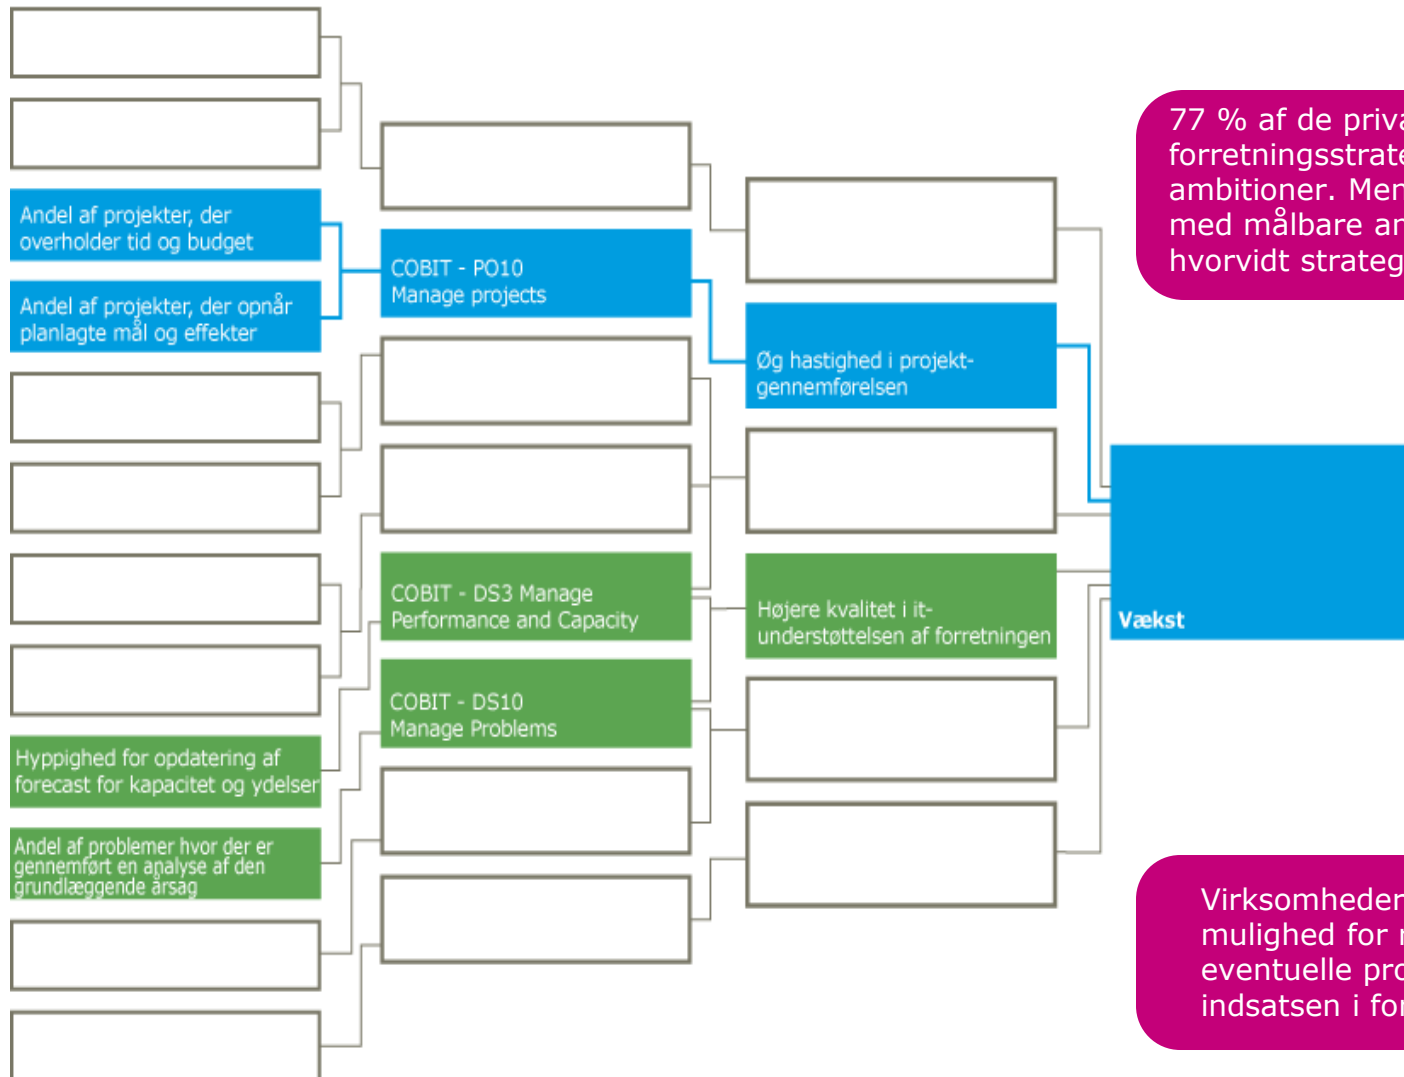 Andel af projekter, der
overholder tid og budget
Andel af projekter, der opnår
planlagte mål og effekter
Hyppighed for opdatering af
forecast for kapacitet og ydelser
Andel af problemer hvor der er
gennemført en analyse af den
grundlæggende årsag
COBIT - PO10
Manage projects
COBIT - DS3 Manage
Performance and Capacity
COBIT - DS10
Manage Problems
Øg hastighed i projekt-
gennemførelsen
Højere kvalitet i it-
understøttelsen af forretningen
Vækst
77 % af de priva
forretningsstrate
ambitioner. Men
med målbare
hvorvidt strateg
Virksomheder
mulighed for
eventuelle pro
indsatsen i for